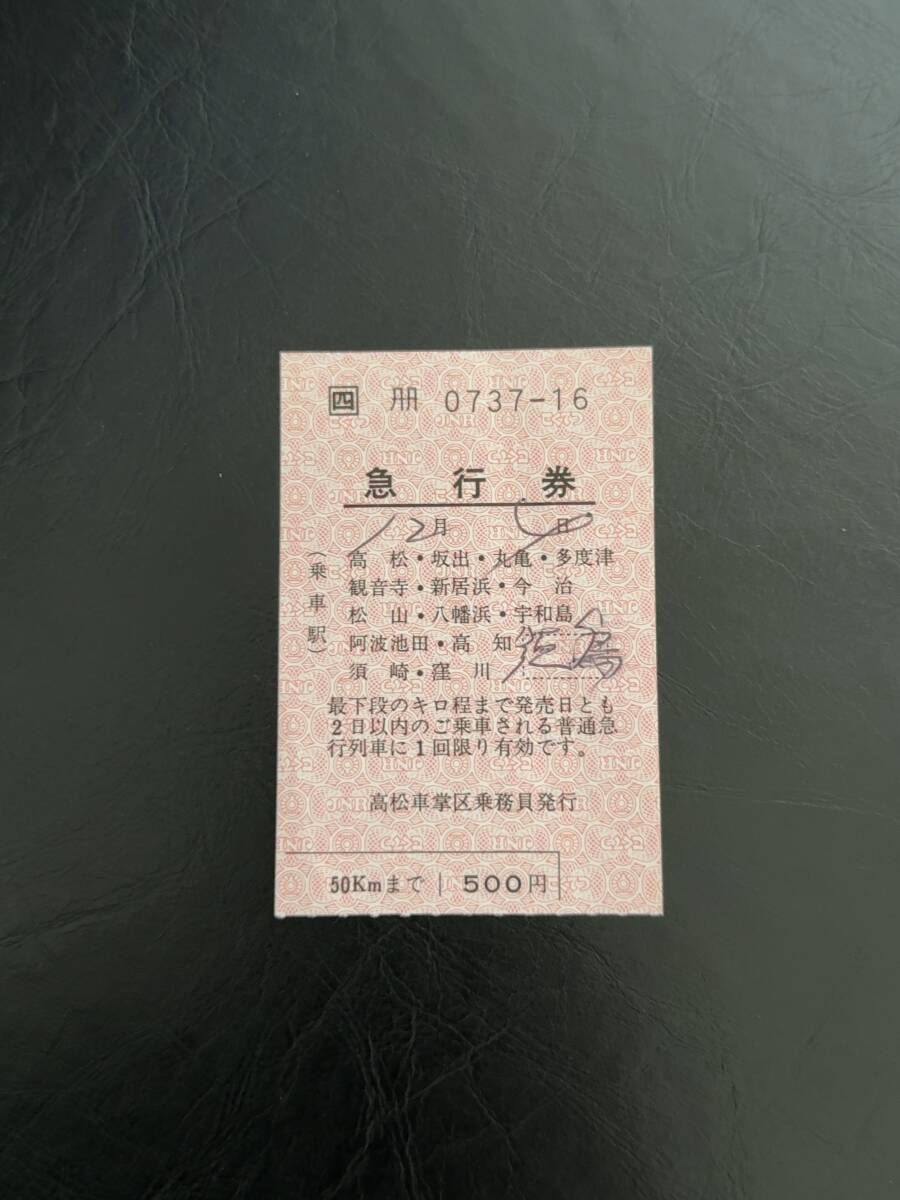 四 冊 0737-16
急行券
12月 日
(乗車駅)
高松・坂出・丸亀・多度津
観音寺・新居浜・今治
松山・八幡浜・宇和島
阿波池田・高知
須崎・窪川 島
最下段のキロ程まで発売日とも
2日以内のご乗車される普通急
行列車に1回限り有効です。
高松車掌区乗務員発行
50Kmまで 500円